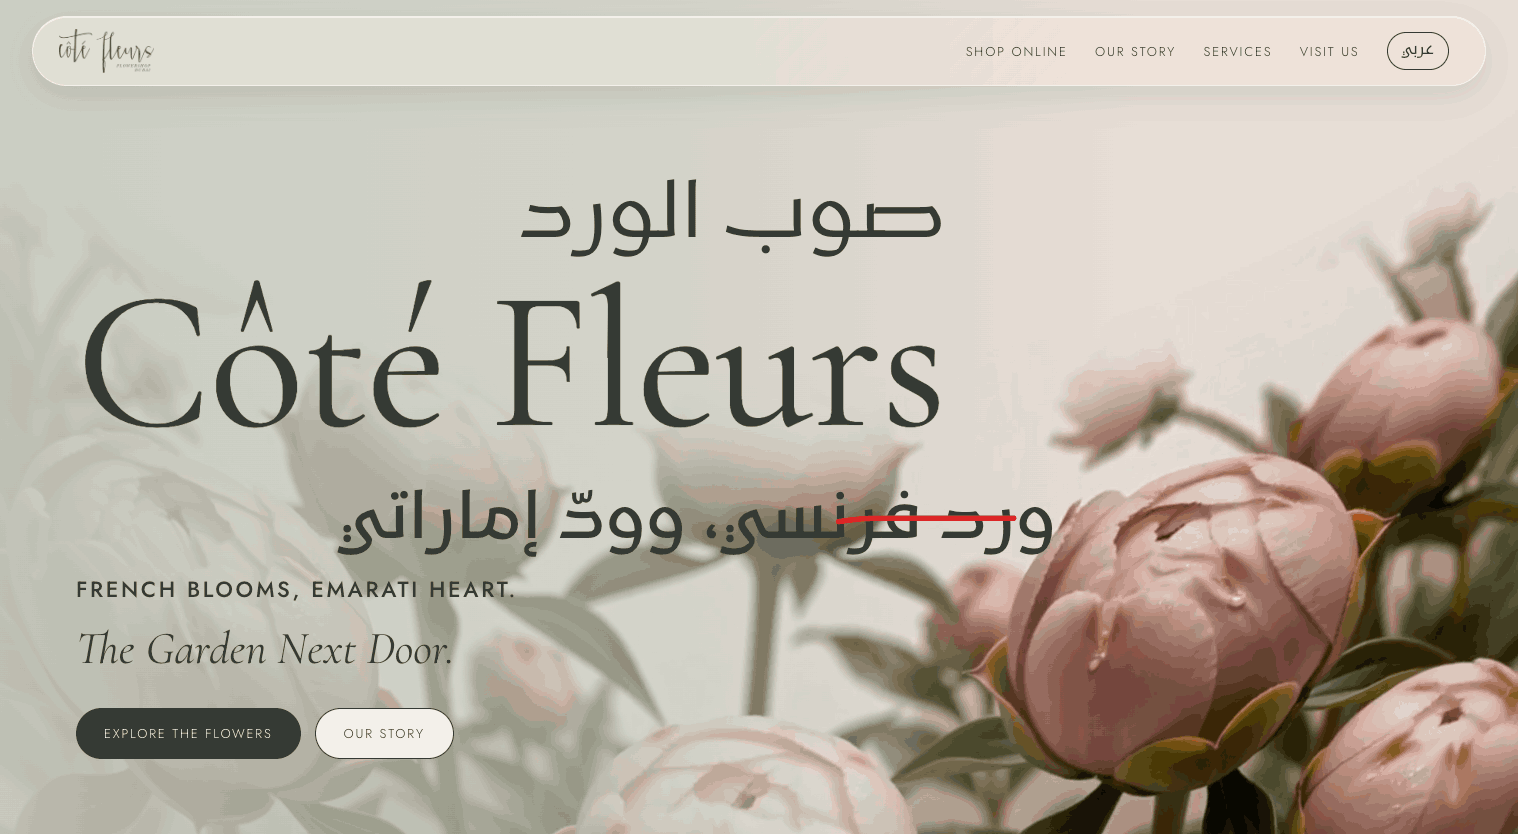 côté fleurs
SHOP ONLINE OUR STORY SERVICES VISIT US عربي
صوب الورد
Côté Fleurs
ورد فرنسي، وودّ إماراتي
FRENCH BLOOMS, EMARATI HEART.
The Garden Next Door.
EXPLORE THE FLOWERS OUR STORY